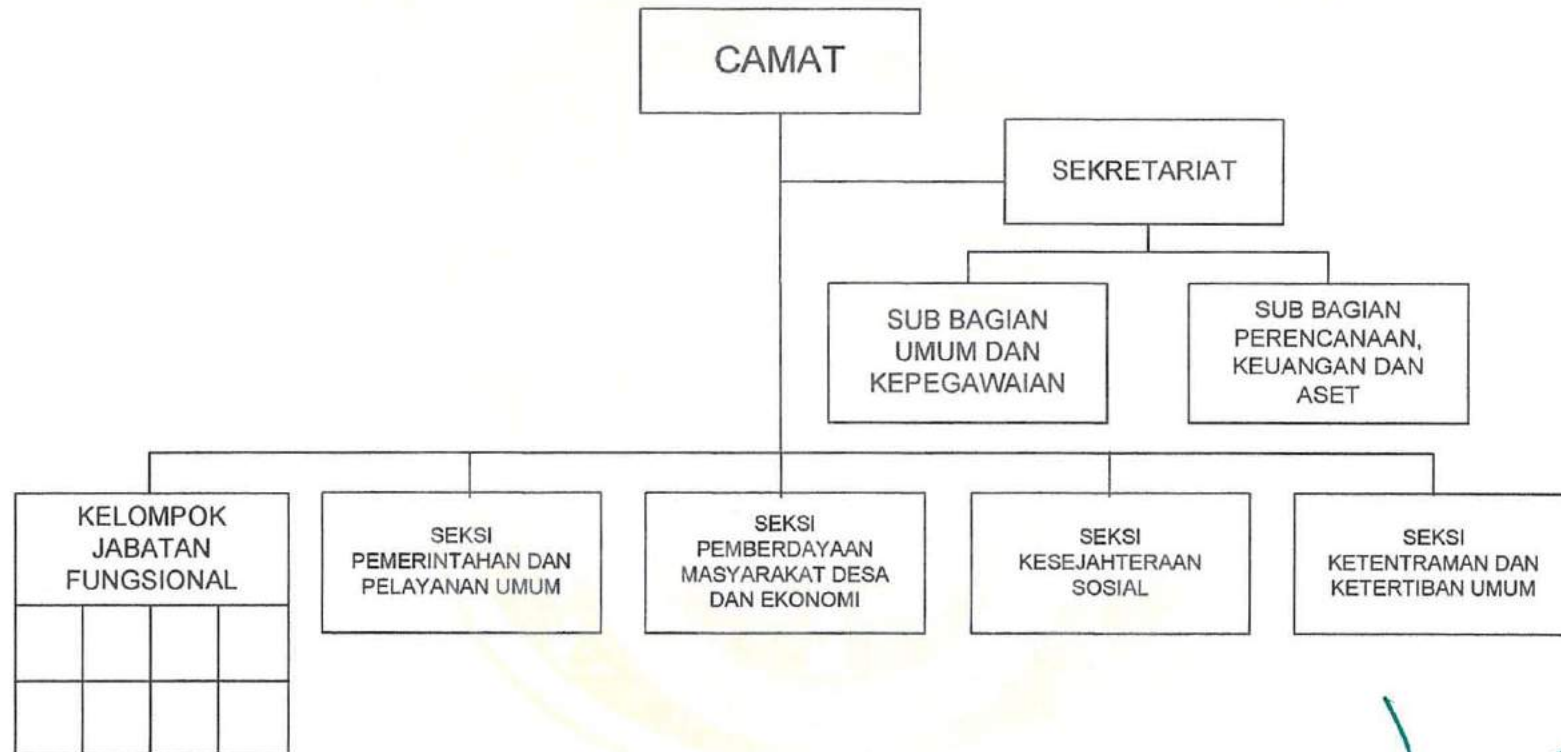 CAMAT
SEKRETARIAT
SUB BAGIAN
UMUM DAN
KEPEGAWAIAN
SUB BAGIAN
PERENCANAAN,
KEUANGAN DAN
ASET
KELOMPOK
JABATAN
FUNGSIONAL
SEKSI
PEMERINTAHAN DAN
PELAYANAN UMUM
SEKSI
PEMBERDAYAAN
MASYARAKAT DESA
DAN EKONOMI
SEKSI
KESEJAHTERAAN
SOSIAL
SEKSI
KETENTRAMAN DAN
KETERTIBAN UMUM